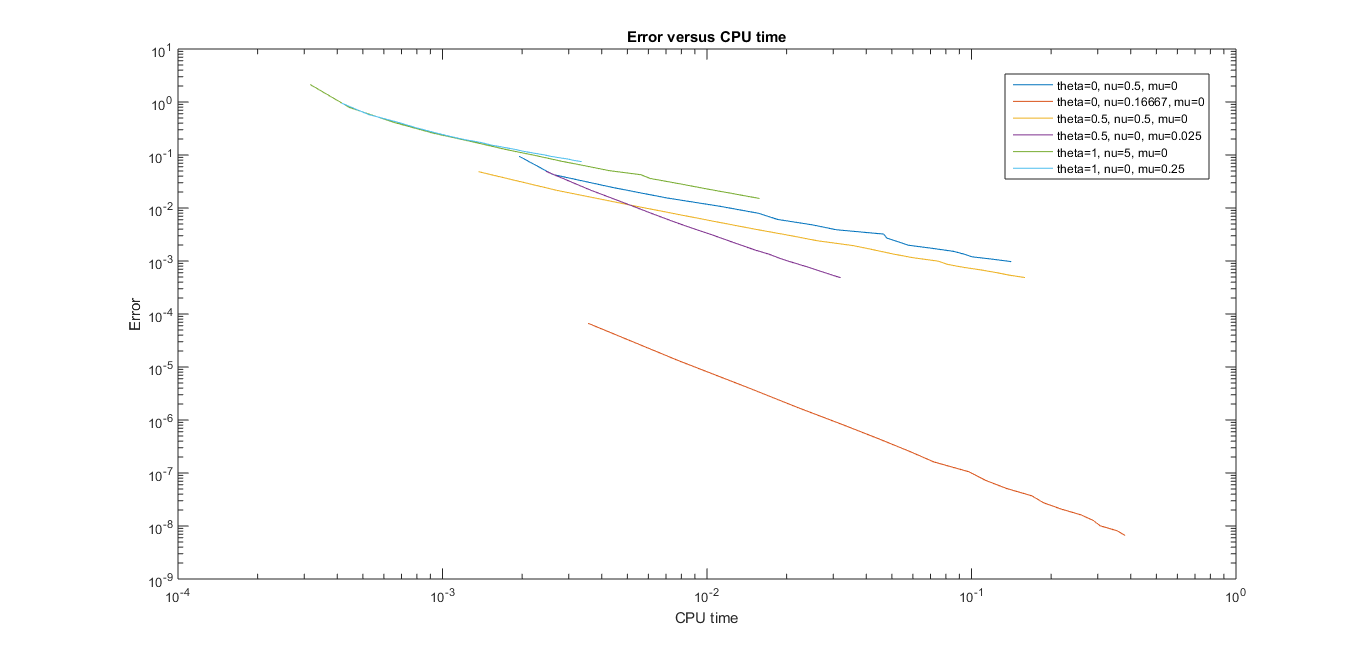 Error versus CPU time
10^1
10^0
10^-1
10^-2
10^-3
10^-4
10^-5
10^-6
10^-7
10^-8
10^-9
Error
theta=0, nu=0.5, mu=0
theta=0, nu=0.16667, mu=0
theta=0.5, nu=0.5, mu=0
theta=0.5, nu=0, mu=0.025
theta=1, nu=5, mu=0
theta=1, nu=0, mu=0.25
10^-4 10^-3 10^-2 10^-1 10^0
CPU time